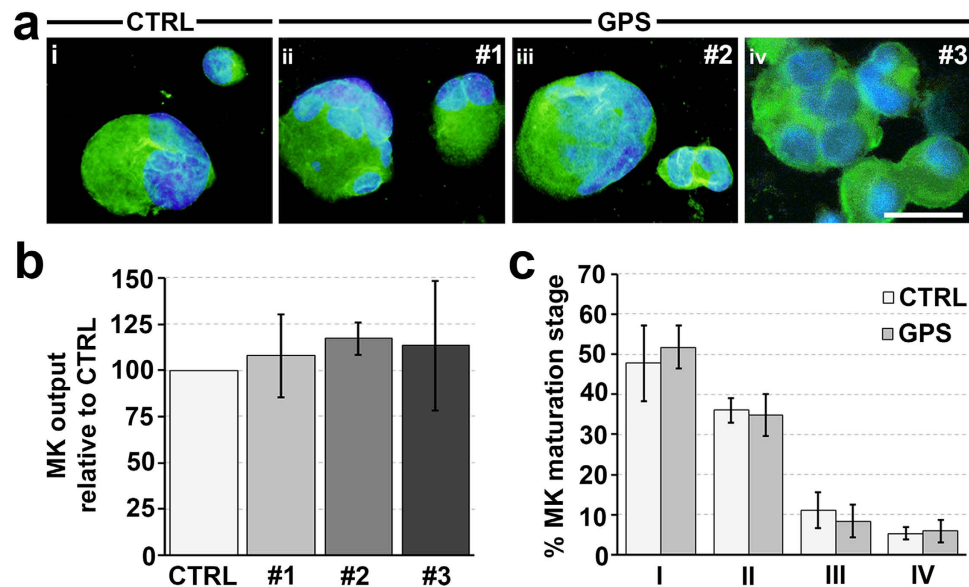 a
CTRL
GPS
i
ii
#1
iii
#2
iv
#3
b
MK output
relative to CTRL
150
125
100
75
50
25
0
CTRL
#1
#2
#3
c
% MK maturation stage
70
60
50
40
30
20
10
0
CTRL
GPS
I
II
III
IV